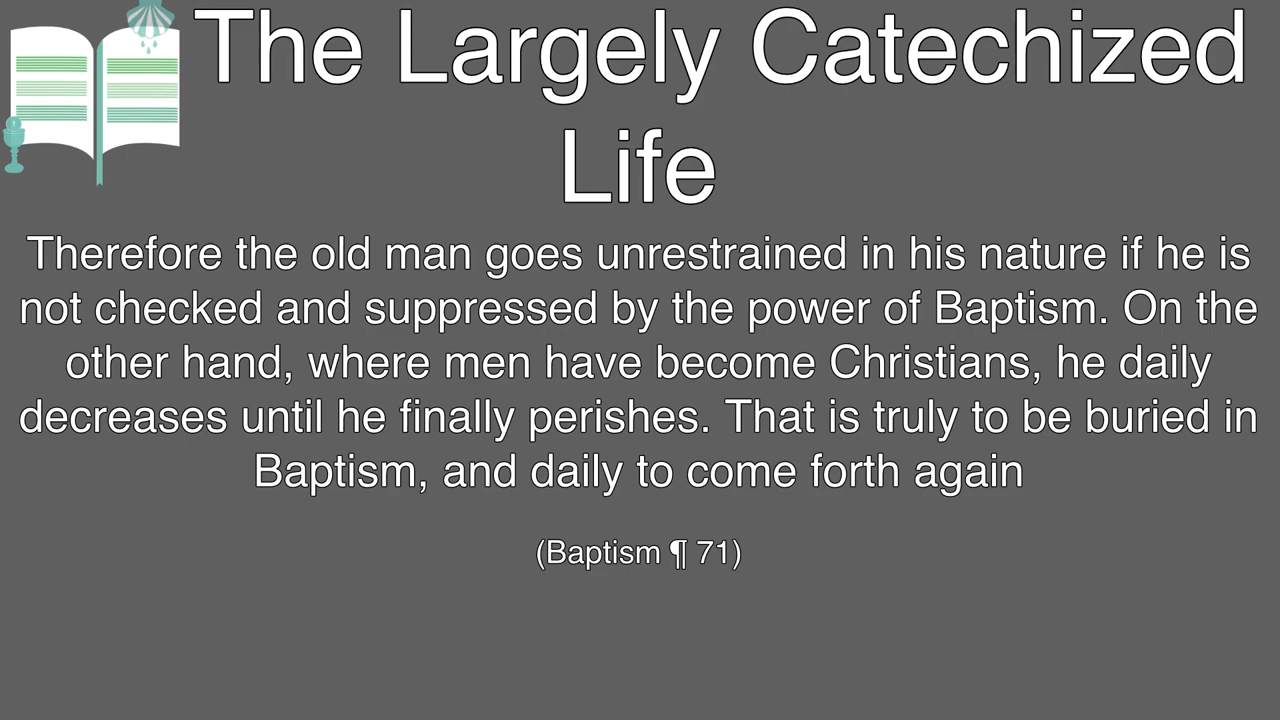 The Largely Catechized
Life
Therefore the old man goes unrestrained in his nature if he is
not checked and suppressed by the power of Baptism. On the
other hand, where men have become Christians, he daily
decreases until he finally perishes. That is truly to be buried in
Baptism, and daily to come forth again
(Baptism ¶ 71)